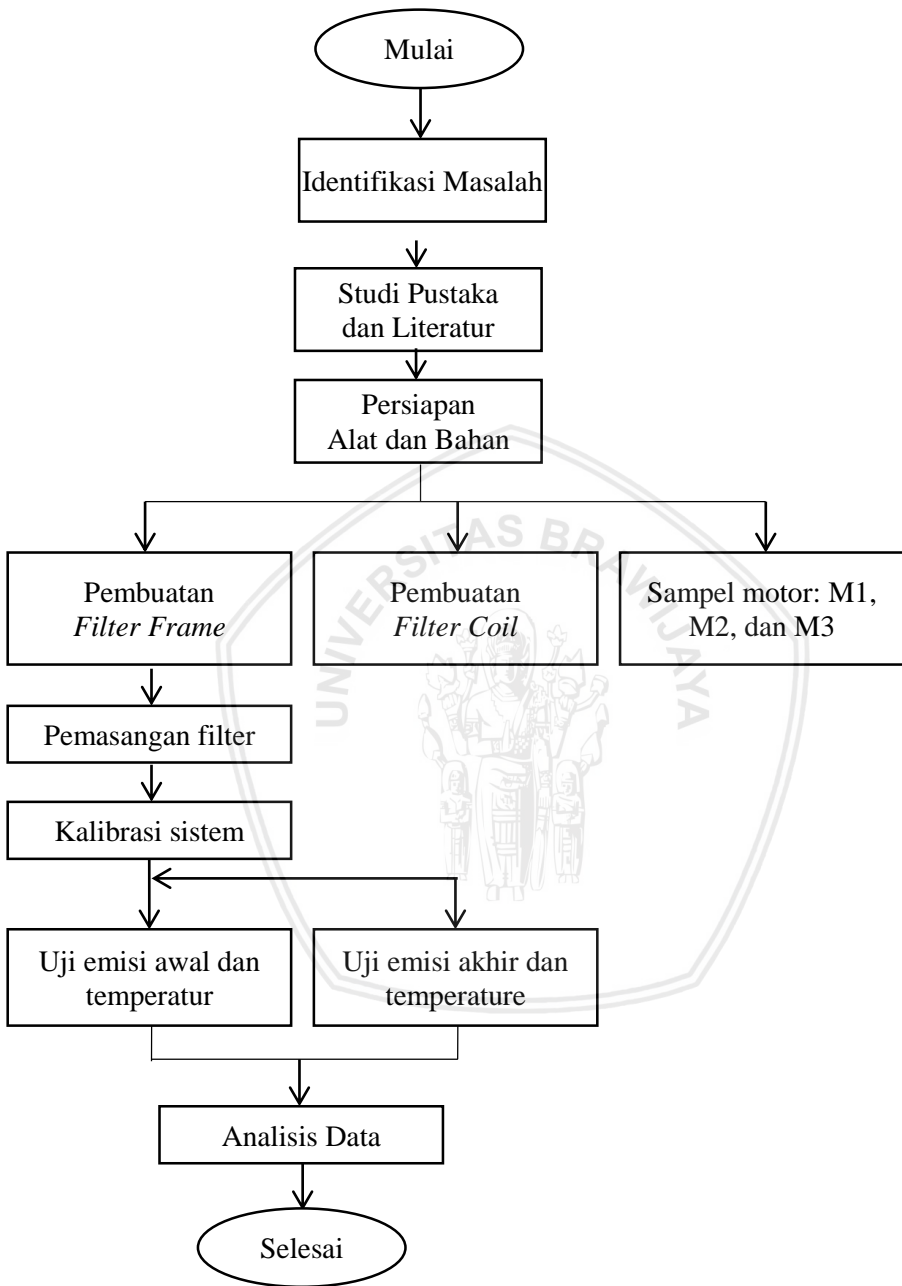 Mulai
Identifikasi Masalah
Studi Pustaka
dan Literatur
Persiapan
Alat dan Bahan
UNIVERSITAS BRAWIJAYA
Pembuatan
Filter Frame
Pembuatan
Filter Coil
Sampel motor: M1,
M2, dan M3
Pemasangan filter
Kalibrasi sistem
Uji emisi awal dan
temperatur
Uji emisi akhir dan
temperature
Analisis Data
Selesai